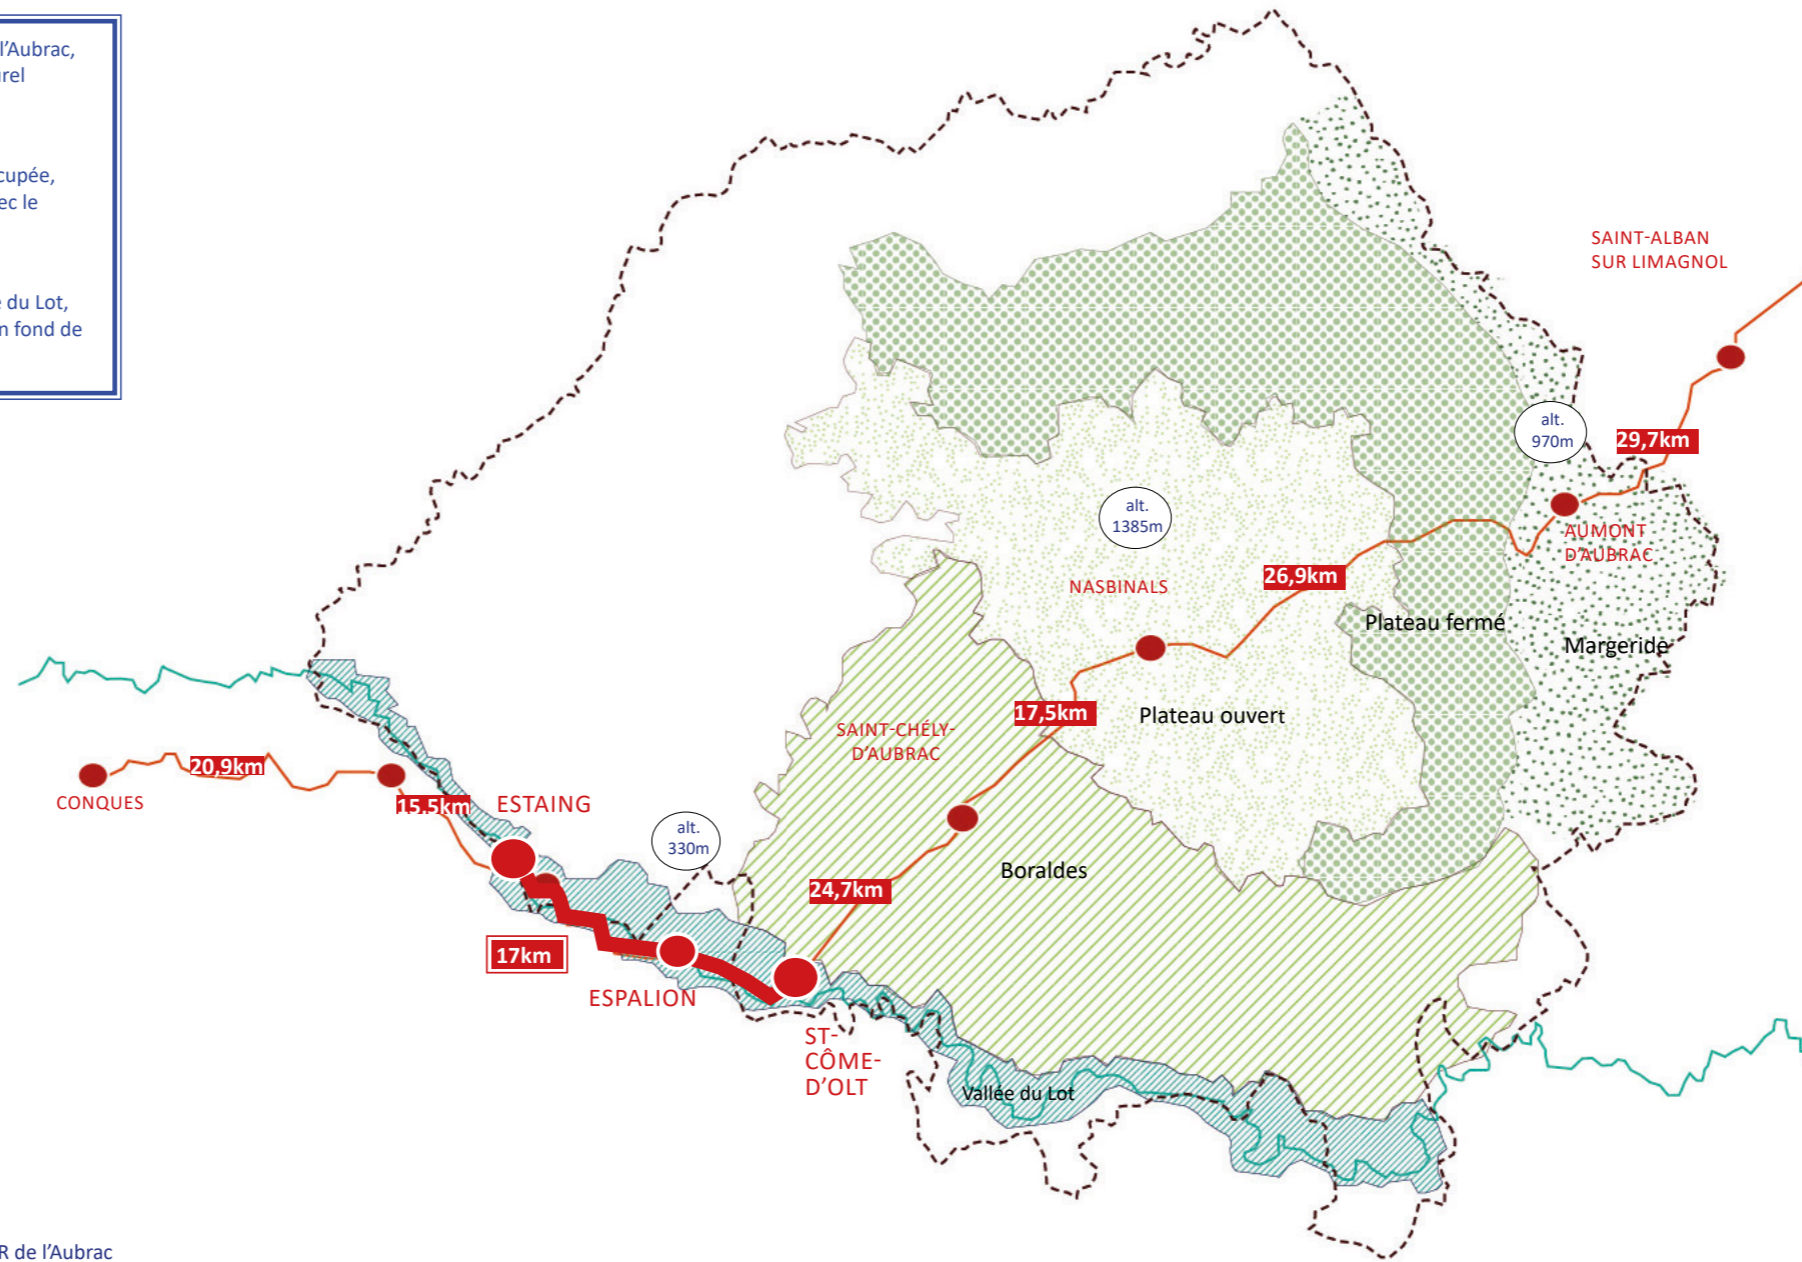 l'Aubrac,
urel
cupée,
ec le
e du Lot,
n fond de
SAINT-ALBAN
SUR LIMAGNOL
alt.
970m
29,7km
alt.
1385m
AUMONT
D'AUBRAC
NASBINALS
26,9km
Plateau fermé
Margeride
17,5km
Plateau ouvert
SAINT-CHÉLY-
D'AUBRAC
20,9km
CONQUES
15,5km
ESTAING
alt.
330m
Boraldes
24,7km
17km
ESPALION
ST-
CÔME-
D'OLT
Vallée du Lot
R de l'Aubrac